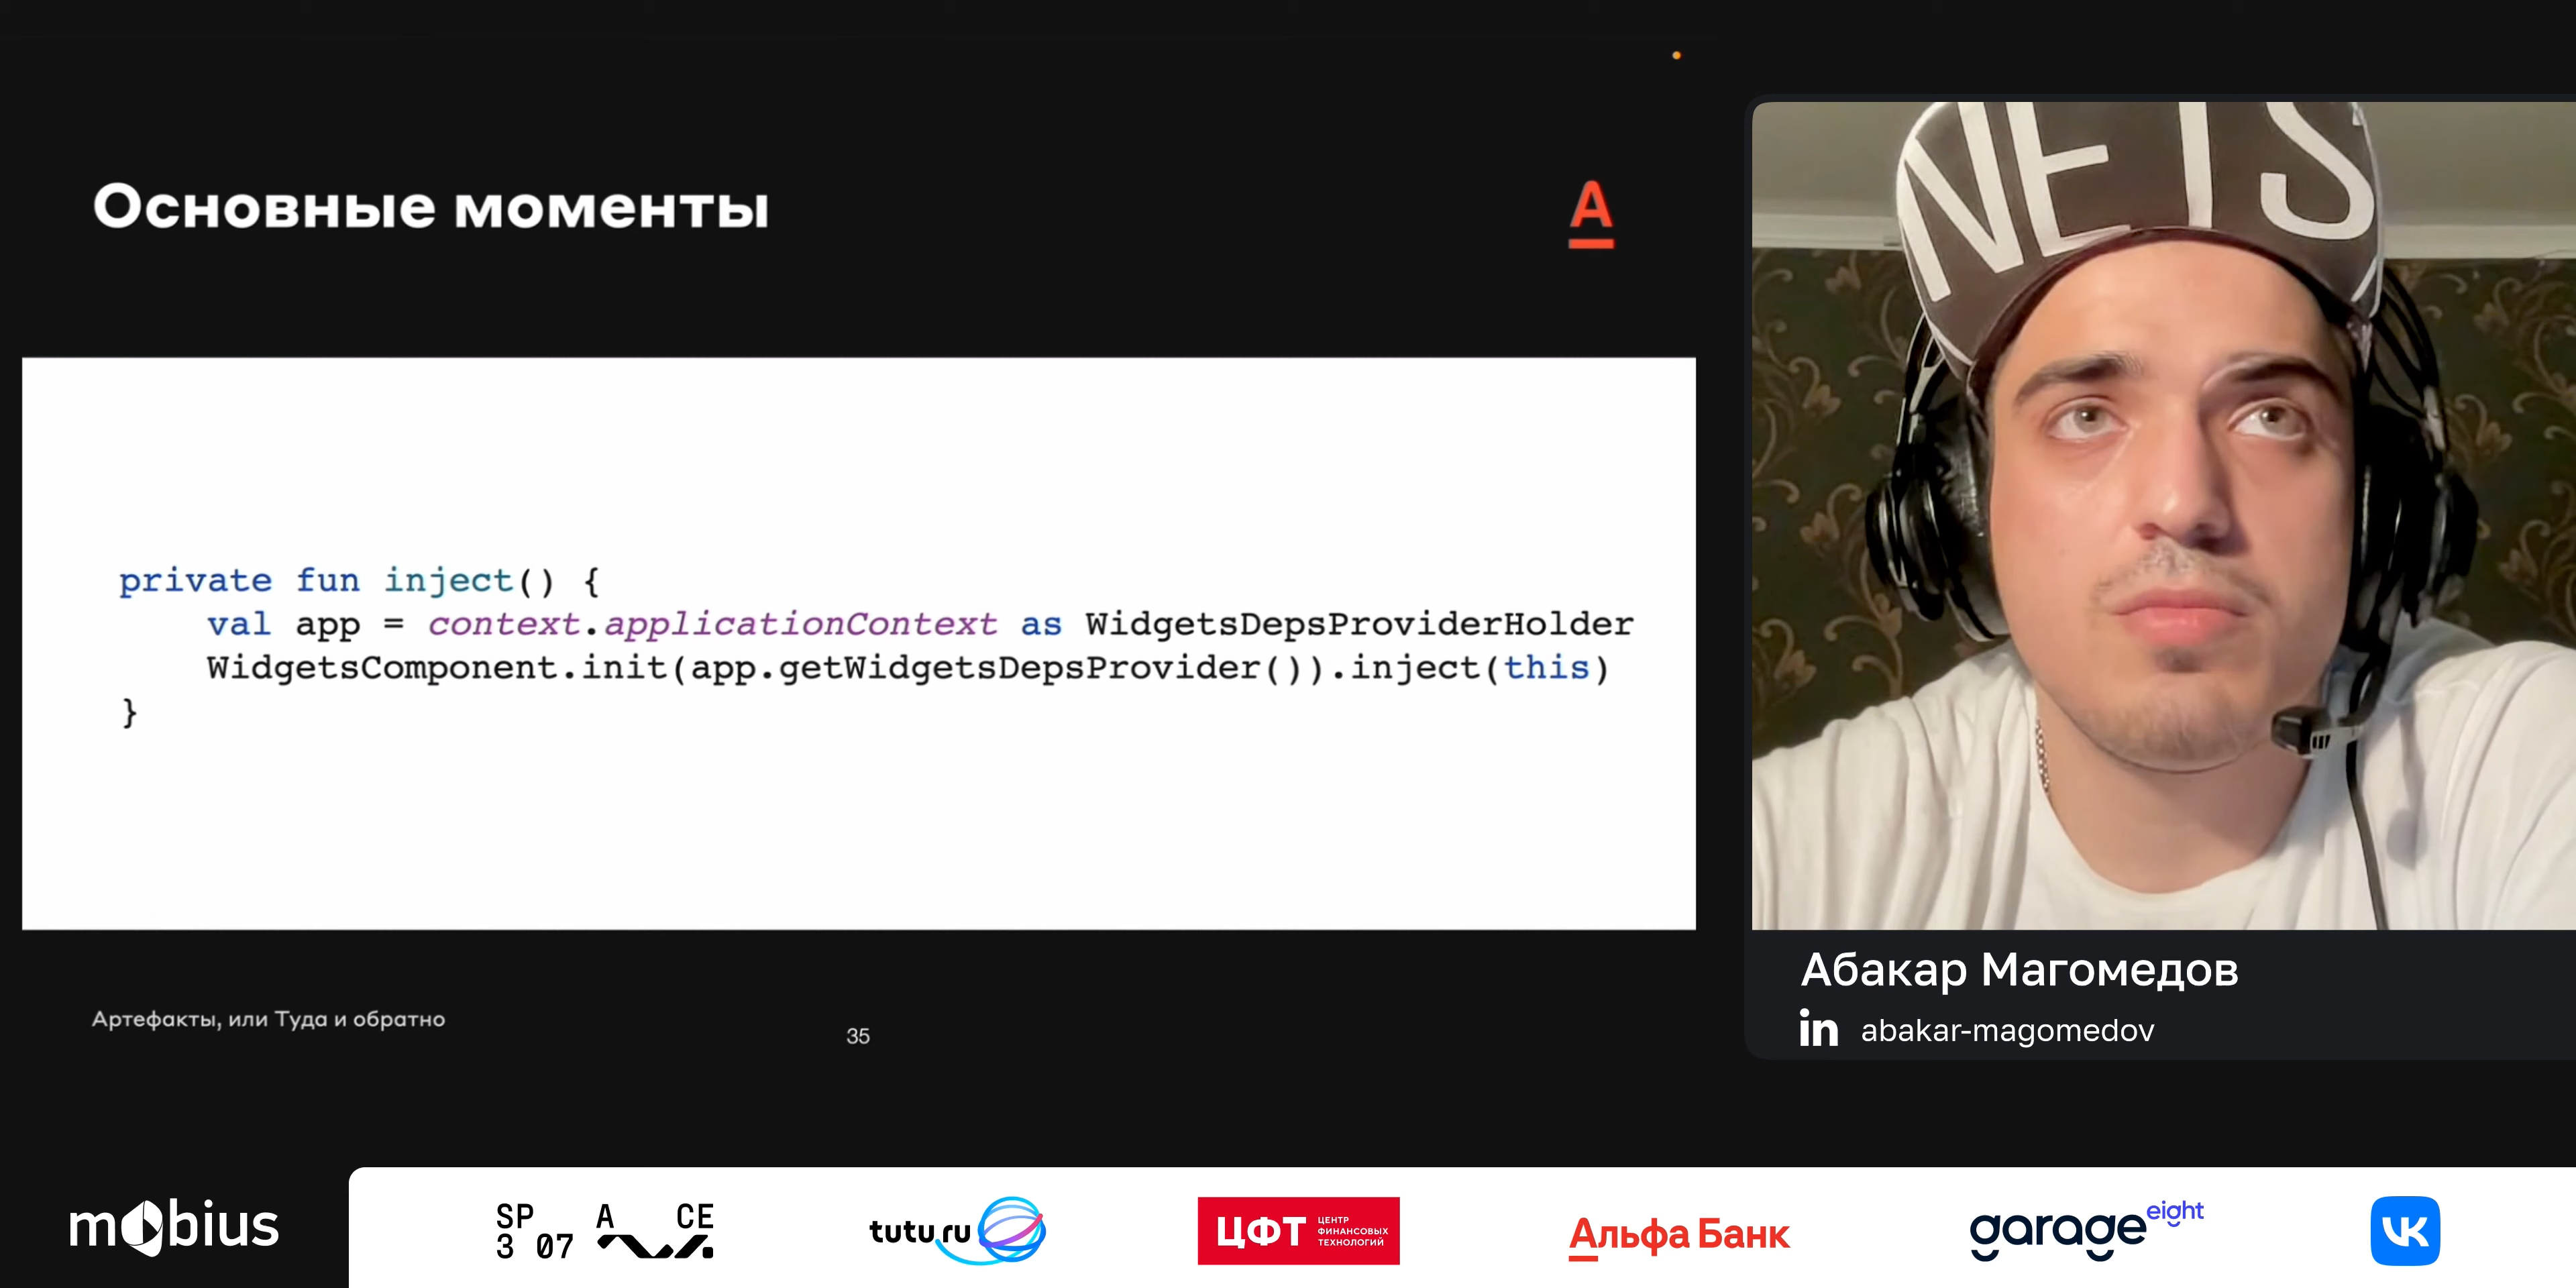 Основные моменты
A
NETS
private fun inject() {
    val app = context.applicationContext as WidgetsDepsProviderHolder
    WidgetsComponent.init(app.getWidgetsDepsProvider()).inject(this)
}
Абакар Магомедов
in abakar-magomedov
Артефакты, или Туда и обратно
35
mobius
SP A CE
3 07
tutu.ru
ЦФТ
ЦЕНТР
ФИНАНСОВЫХ
ТЕХНОЛОГИЙ
Альфа Банк
garage eight
VK